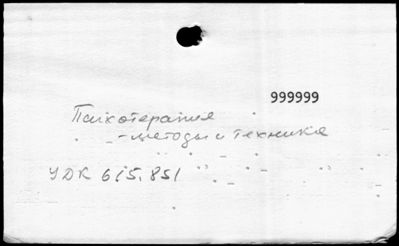 999999
Психотерапия
- методы и техника
УДК 615.851